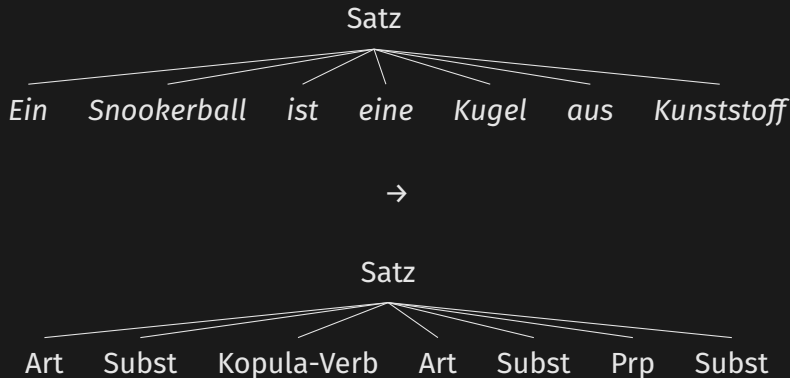 Satz
Ein Snookerball ist eine Kugel aus Kunststoff
→
Satz
Art Subst Kopula-Verb Art Subst Prp Subst